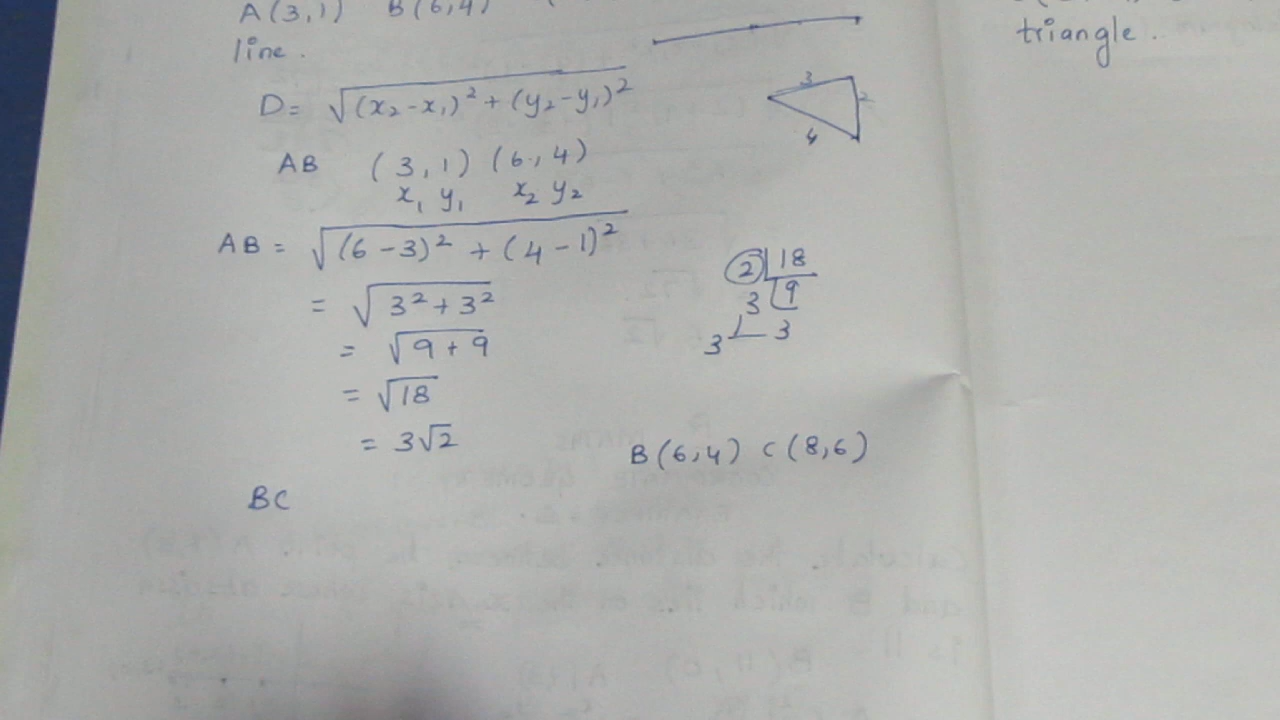 A (3,1) B (6,4)
line.
triangle.
D = √(x₂ - x₁)² + (y₂ - y₁)²
3
2
4
AB (3, 1) (6, 4)
x₁ y₁ x₂ y₂
AB = √(6 - 3)² + (4 - 1)²
= √3² + 3²
= √9 + 9
= √18
= 3√2
2 18
3 9
3 3
B (6,4) C (8,6)
BC